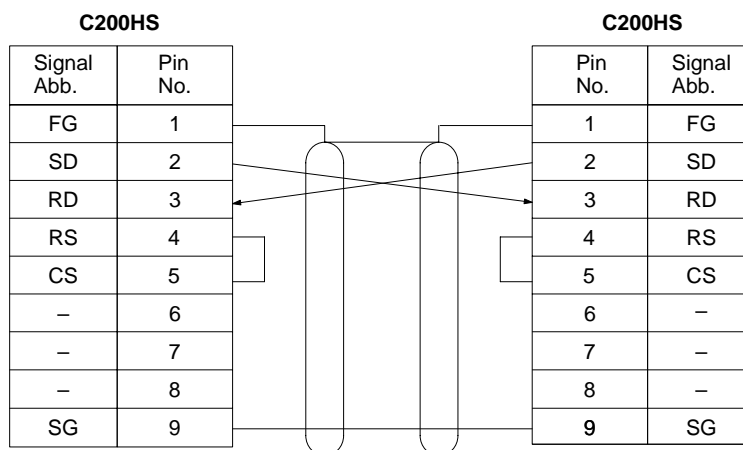 C200HS C200HS
Signal Abb. Pin No. Pin No. Signal Abb.
FG 1 1 FG
SD 2 2 SD
RD 3 3 RD
RS 4 4 RS
CS 5 5 CS
– 6 6 –
– 7 7 –
– 8 8 –
SG 9 9 SG